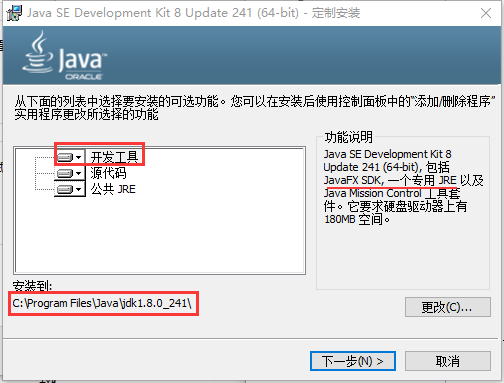 Java SE Development Kit 8 Update 241 (64-bit) - 定制安装
Java
ORACLE
从下面的列表中选择要安装的可选功能。您可以在安装后使用控制面板中的“添加/删除程序”
实用程序更改所选择的功能
开发工具
源代码
公共 JRE
功能说明
Java SE Development Kit 8
Update 241 (64-bit), 包括
JavaFX SDK, 一个专用 JRE 以及
Java Mission Control 工具套
件。它要求硬盘驱动器上有
180MB 空间。
安装到:
C:\Program Files\Java\jdk1.8.0_241\
更改(C)...
下一步(N) >
取消